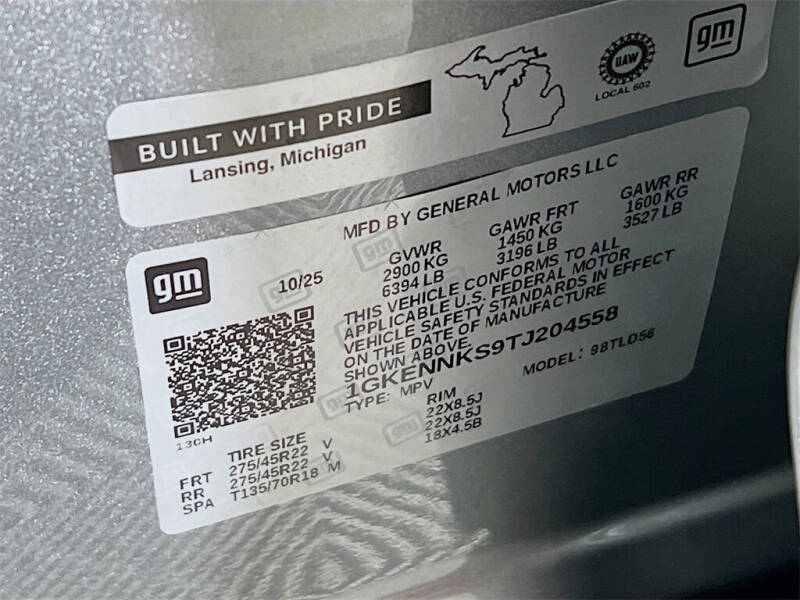 BUILT WITH PRIDE
Lansing, Michigan
UAW
LOCAL 602
gm
MFD BY GENERAL MOTORS LLC
gm
10/25
GVWR GAWR FRT GAWR RR
2900 KG 1450 KG 1600 KG
6394 LB 3196 LB 3527 LB
THIS VEHICLE CONFORMS TO ALL
APPLICABLE U.S. FEDERAL MOTOR
VEHICLE SAFETY STANDARDS IN EFFECT
ON THE DATE OF MANUFACTURE
SHOWN ABOVE.
1GKENNKS9TJ204558
TYPE: MPV MODEL: 98TLD56
130H
TIRE SIZE RIM
FRT 275/45R22 V 22X8.5J
RR 275/45R22 V 22X8.5J
SPA T135/70R18 M 18X4.5B